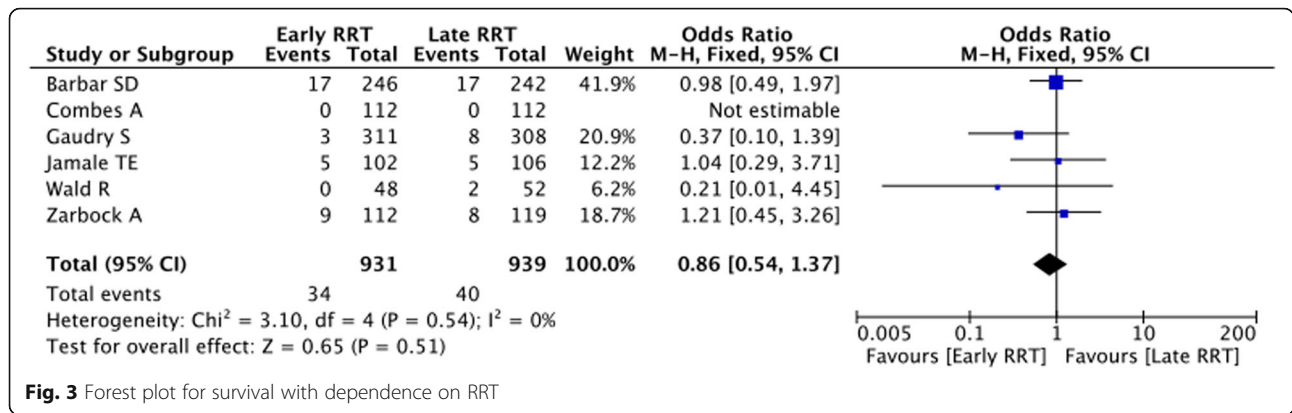 Early RRT Late RRT Odds Ratio Odds Ratio
Study or Subgroup Events Total Events Total Weight M-H, Fixed, 95% CI M-H, Fixed, 95% CI
Barbar SD 17 246 17 242 41.9% 0.98 [0.49, 1.97]
Combes A 0 112 0 112 Not estimable
Gaudry S 3 311 8 308 20.9% 0.37 [0.10, 1.39]
Jamale TE 5 102 5 106 12.2% 1.04 [0.29, 3.71]
Wald R 0 48 2 52 6.2% 0.21 [0.01, 4.45]
Zarbock A 9 112 8 119 18.7% 1.21 [0.45, 3.26]
Total (95% CI) 931 939 100.0% 0.86 [0.54, 1.37]
Total events 34 40
Heterogeneity: Chi² = 3.10, df = 4 (P = 0.54); I² = 0%
Test for overall effect: Z = 0.65 (P = 0.51)
0.005 0.1 1 10 200
Favours [Early RRT] Favours [Late RRT]
Fig. 3 Forest plot for survival with dependence on RRT